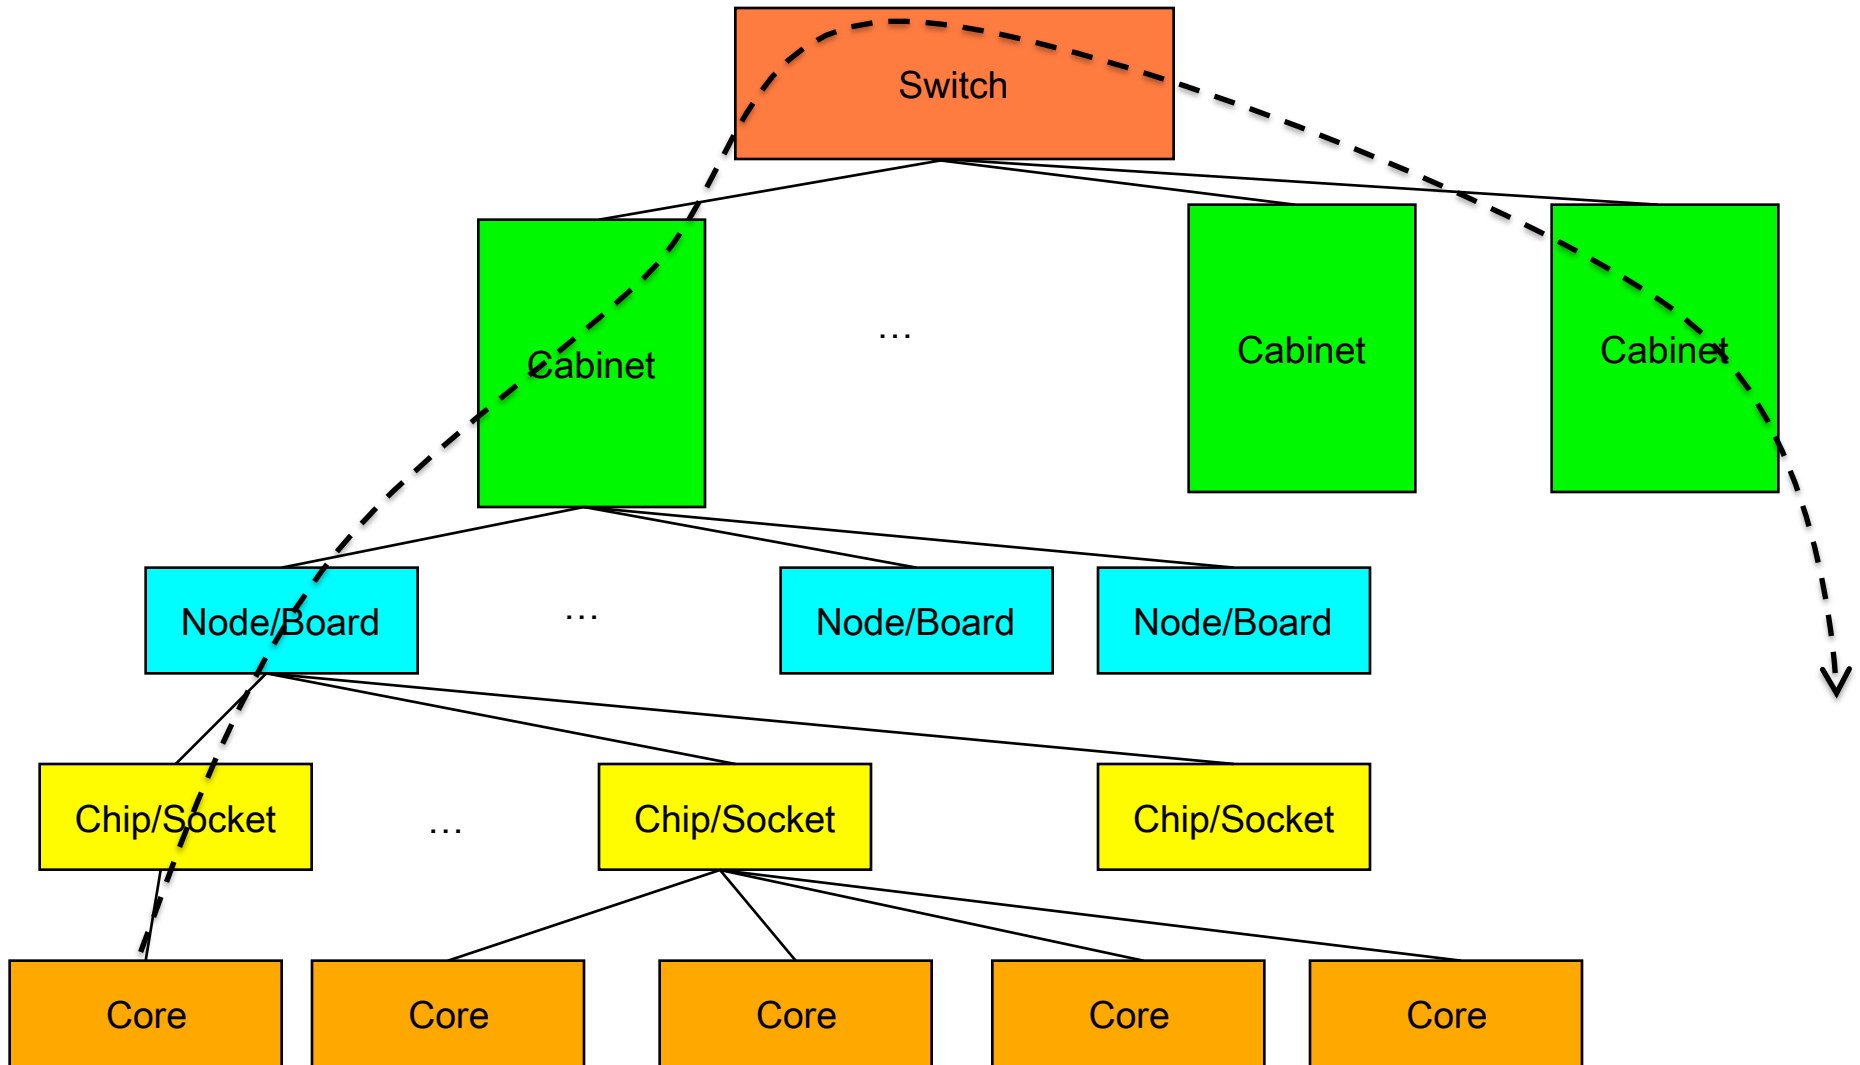 Switch
Cabinet
...
Cabinet
Cabinet
Node/Board
...
Node/Board
Node/Board
Chip/Socket
...
Chip/Socket
Chip/Socket
Core
Core
Core
Core
Core